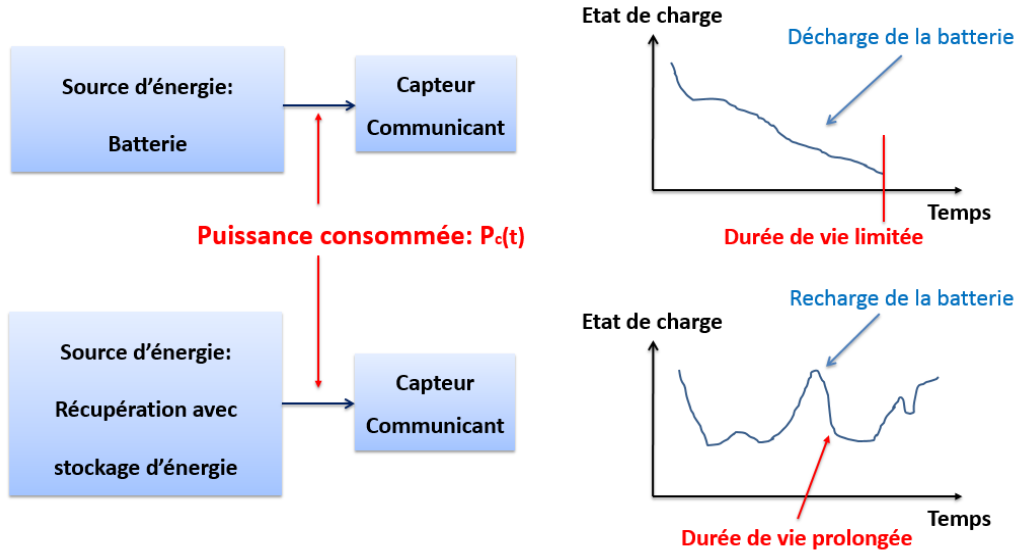 Source d'énergie:
Batterie
Capteur
Communicant
Etat de charge
Décharge de la batterie
Temps
Durée de vie limitée
Puissance consommée: Pc(t)
Source d'énergie:
Récupération avec
stockage d'énergie
Capteur
Communicant
Etat de charge
Recharge de la batterie
Temps
Durée de vie prolongée